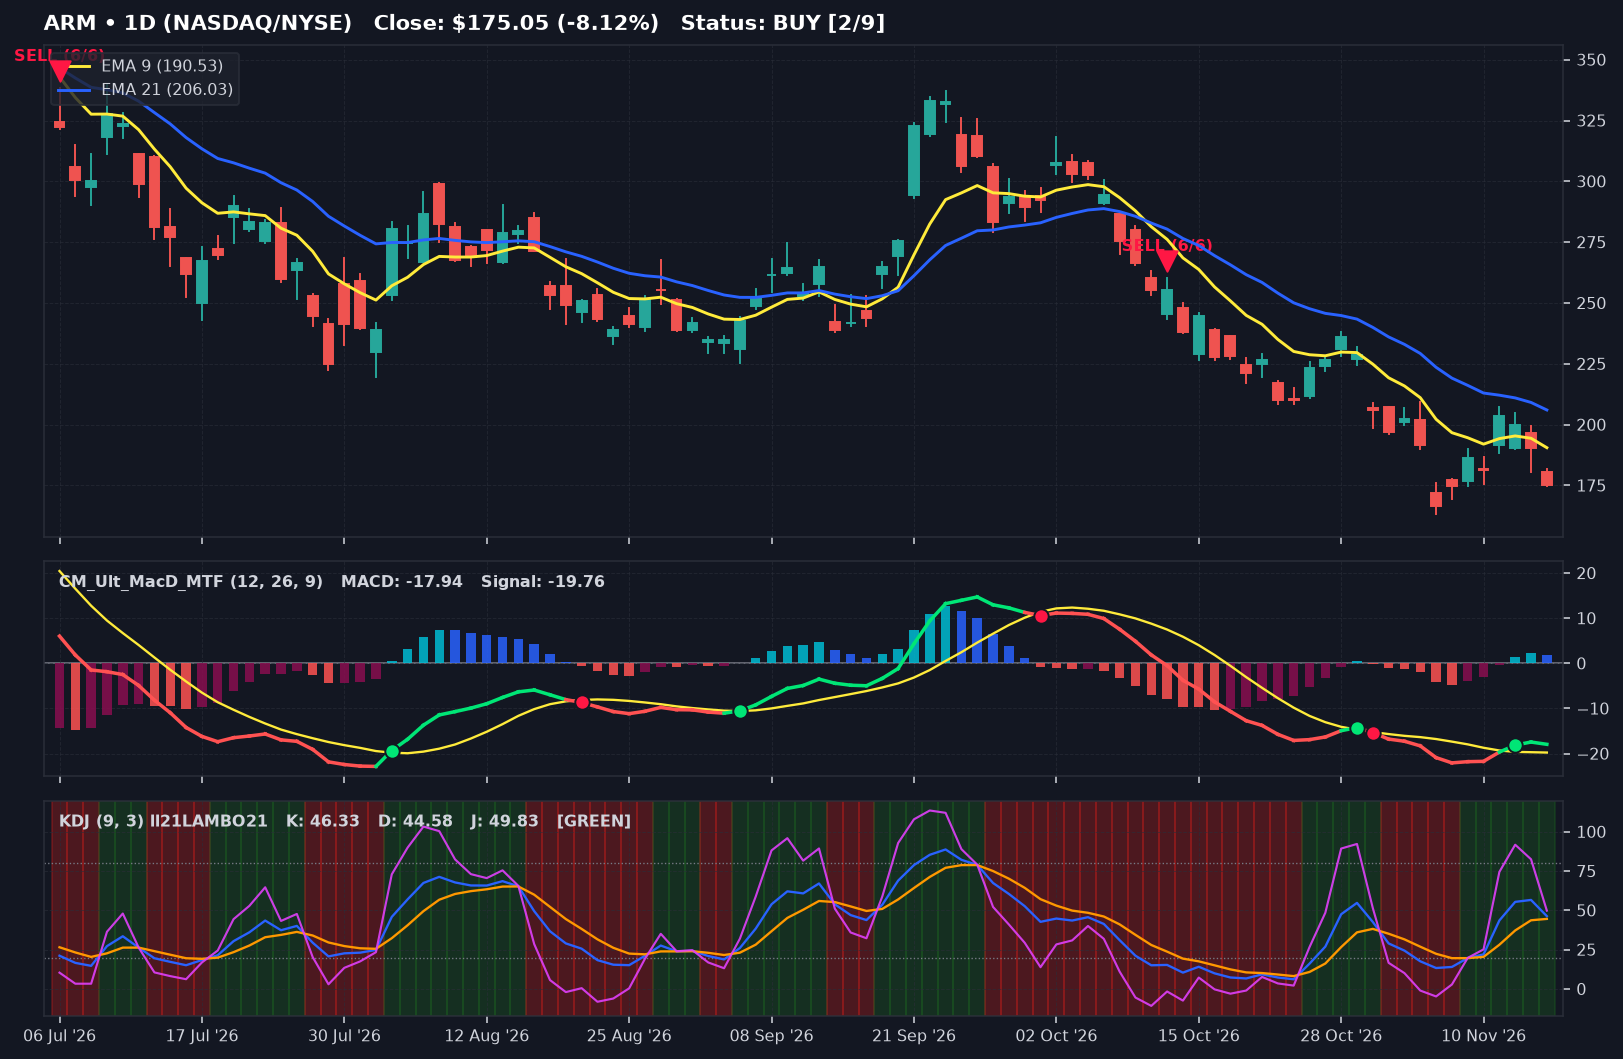 ARM • 1D (NASDAQ/NYSE)   Close: $175.05 (-8.12%)   Status: BUY [2/9]
SELL (6/6)
EMA 9 (190.53)
EMA 21 (206.03)
SELL (6/6)
350
325
300
275
250
225
200
175
CM_Ult_MacD_MTF (12, 26, 9)   MACD: -17.94   Signal: -19.76
20
10
0
−10
−20
KDJ (9, 3) II21LAMBO21   K: 46.33   D: 44.58   J: 49.83   [GREEN]
100
75
50
25
0
06 Jul '26
17 Jul '26
30 Jul '26
12 Aug '26
25 Aug '26
08 Sep '26
21 Sep '26
02 Oct '26
15 Oct '26
28 Oct '26
10 Nov '26